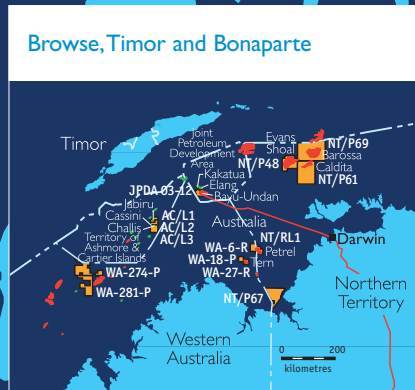 Browse, Timor and Bonaparte
Timor
Joint
Petroleum
Development
Area
Evans
Shoal
NT/P48
NT/P69
Barossa
Caldita
NT/P61
Kakatua
Elang
Bayu-Undan
JPDA 03-12
Jabiru
Cassini
Challis
AC/L1
AC/L2
AC/L3
Territory of
Ashmore &
Cartier Islands
Australia
WA-274-P
WA-281-P
WA-6-R
WA-18-P
WA-27-R
NT/RL1
Petrel
Tern
NT/P67
Darwin
Northern
Territory
Western
Australia
0 200
kilometres